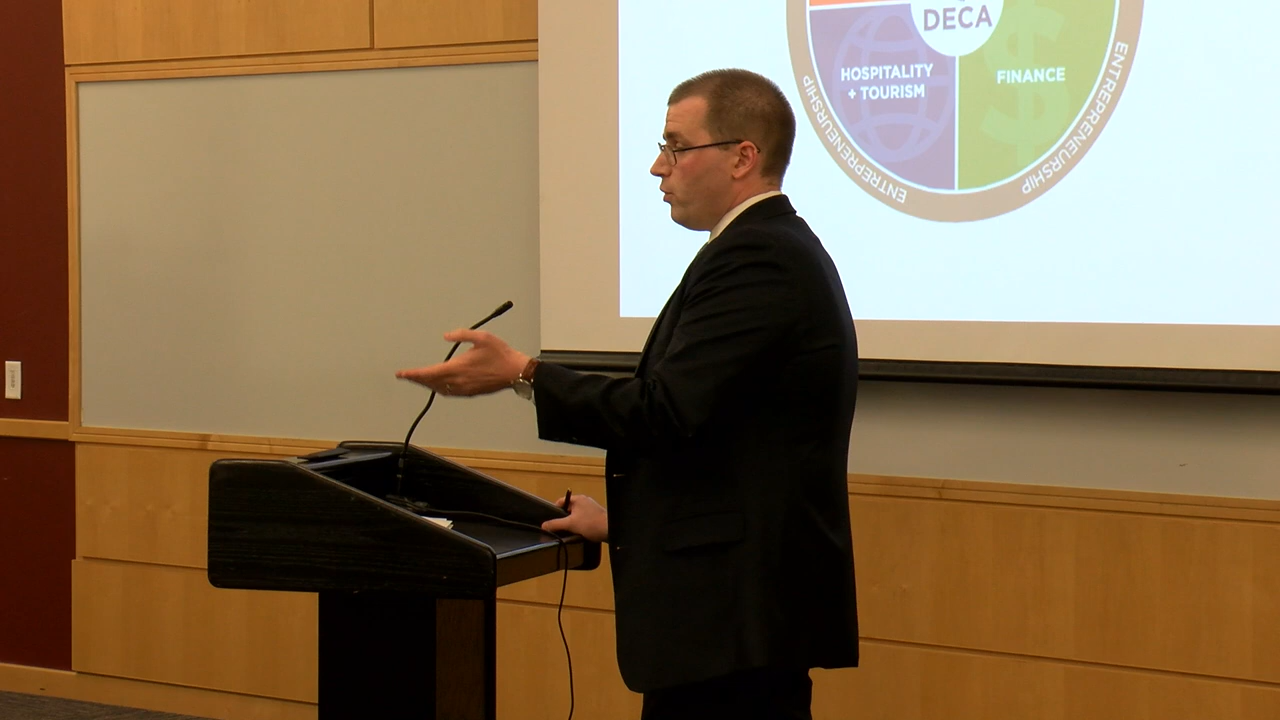 DECA
HOSPITALITY
+ TOURISM
FINANCE
ENTREPRENEURSHIP
ENTREPRENEURSHIP